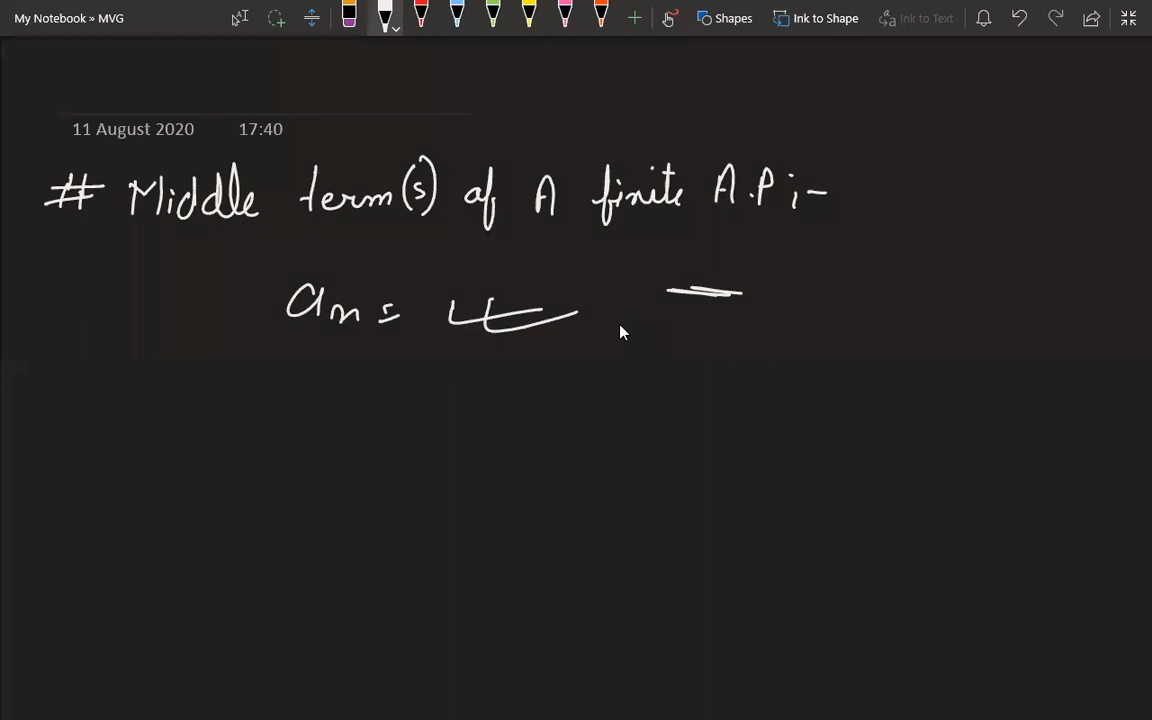 My Notebook » MVG
Shapes
Ink to Shape
Ink to Text
11 August 2020 17:40
# Middle term(s) of A finite A.P :-
an =